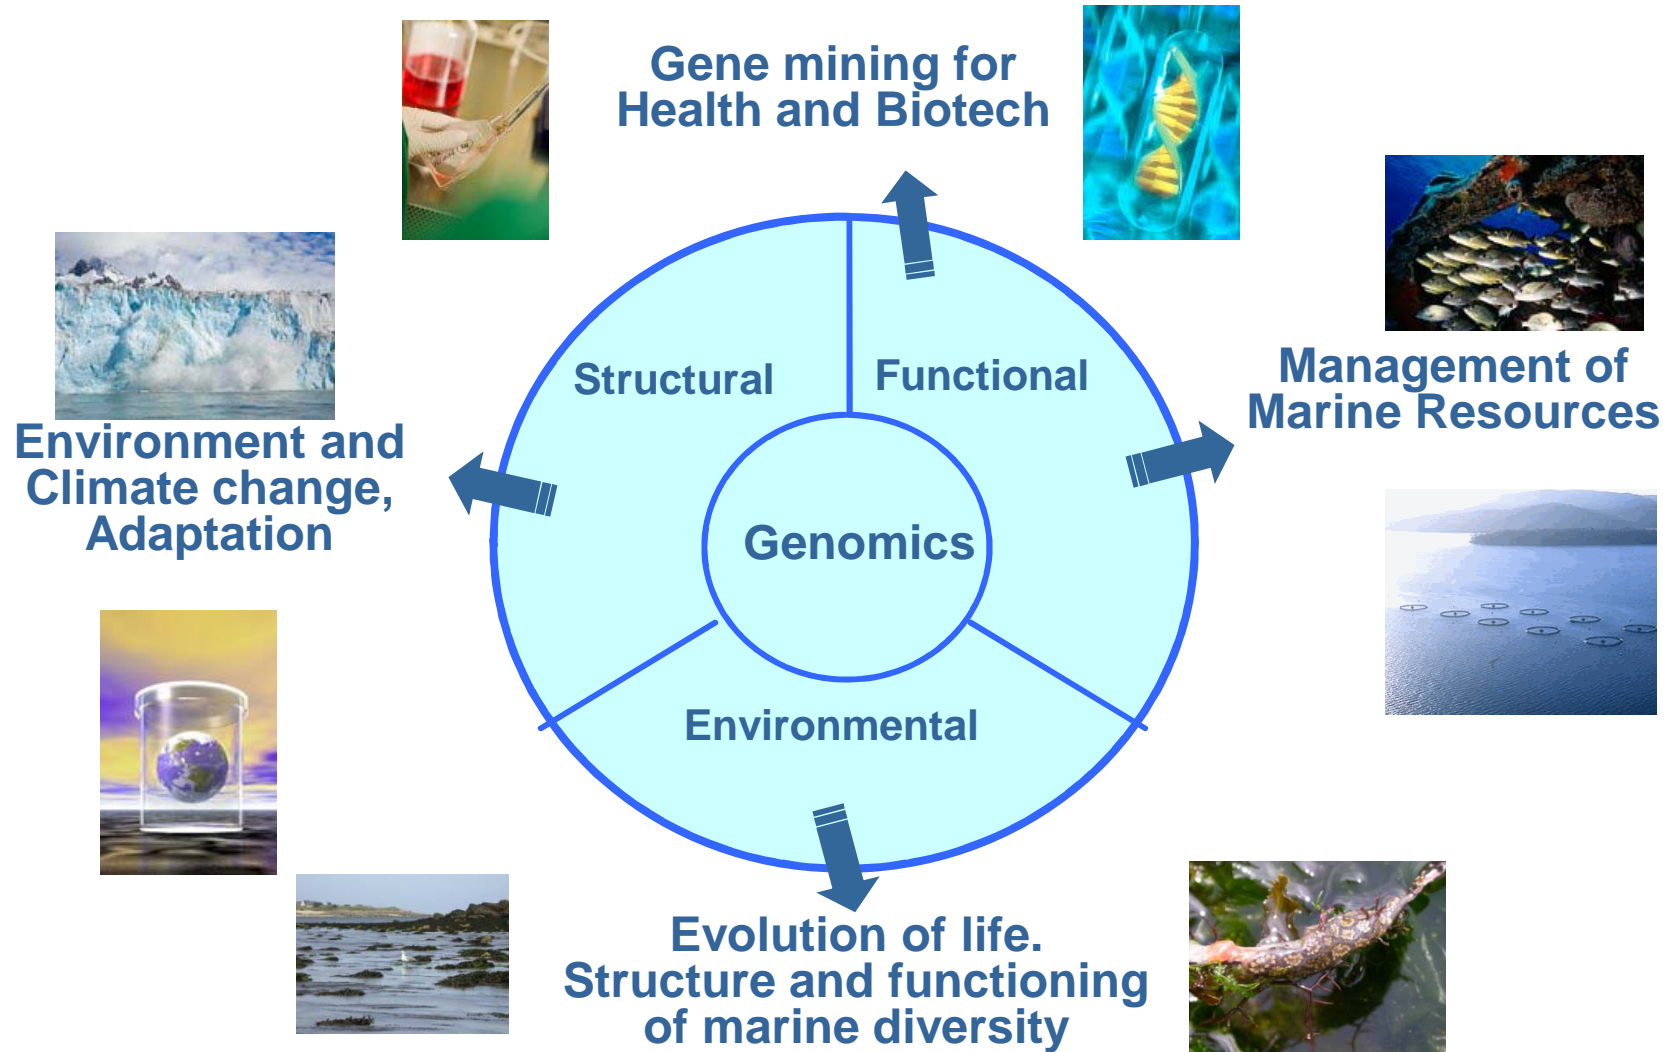 Gene mining for
Health and Biotech
Structural
Functional
Management of
Marine Resources
Environment and
Climate change,
Adaptation
Genomics
Environmental
Evolution of life.
Structure and functioning
of marine diversity